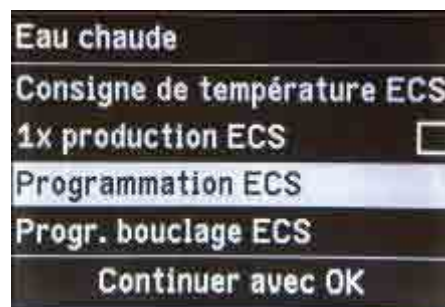 Eau chaude
Consigne de température ECS
1x production ECS
Programmation ECS
Progr. bouclage ECS
Continuer avec OK